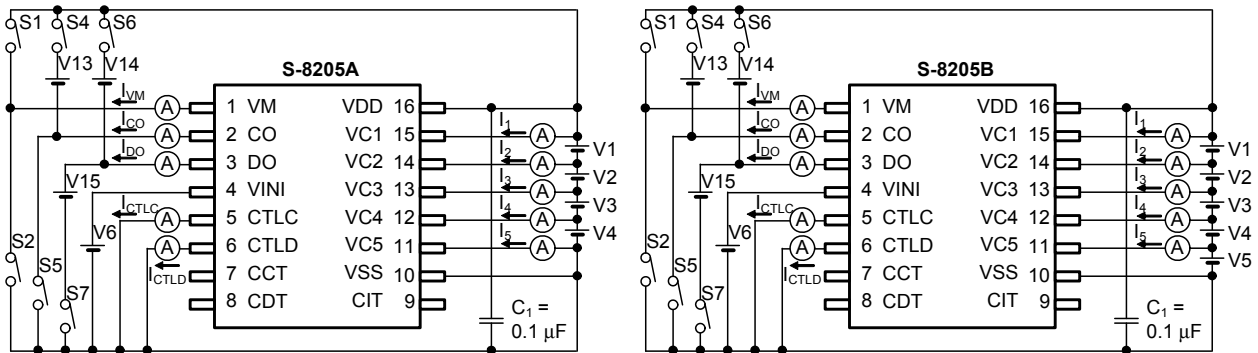 S1 S4 S6
V13 V14
S-8205A
I_VM A 1 VM VDD 16
I_CO A 2 CO VC1 15 I_1 A
I_DO A 3 DO VC2 14 I_2 A V1
V15 4 VINI VC3 13 I_3 A V2
I_CTLC A 5 CTLC VC4 12 I_4 A V3
S2 V6 A 6 CTLD VC5 11 I_5 A V4
S5 I_CTLD 7 CCT VSS 10
S7 8 CDT CIT 9
C1 =
0.1 μF
S1 S4 S6
V13 V14
S-8205B
I_VM A 1 VM VDD 16
I_CO A 2 CO VC1 15 I_1 A
I_DO A 3 DO VC2 14 I_2 A V1
V15 4 VINI VC3 13 I_3 A V2
I_CTLC A 5 CTLC VC4 12 I_4 A V3
S2 V6 A 6 CTLD VC5 11 I_5 A V4
S5 I_CTLD 7 CCT VSS 10 V5
S7 8 CDT CIT 9
C1 =
0.1 μF